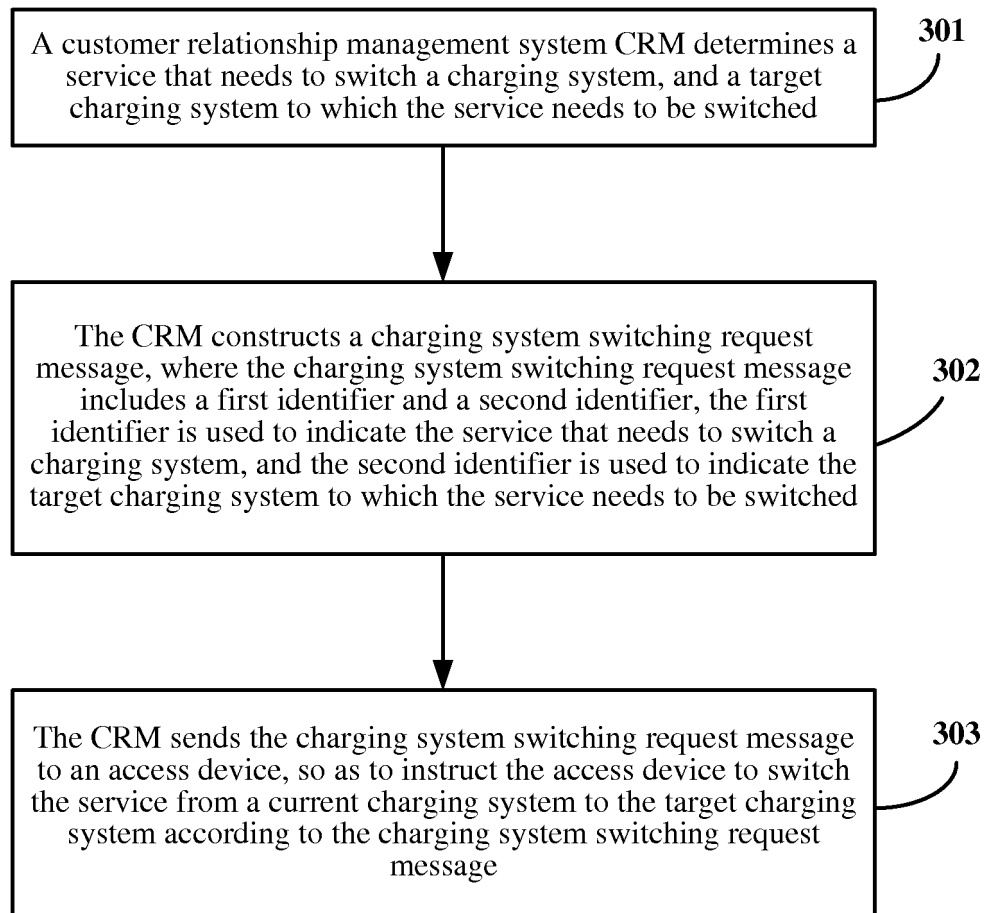 A customer relationship management system CRM determines a
service that needs to switch a charging system, and a target
charging system to which the service needs to be switched
301
The CRM constructs a charging system switching request
message, where the charging system switching request message
includes a first identifier and a second identifier, the first
identifier is used to indicate the service that needs to switch a
charging system, and the second identifier is used to indicate the
target charging system to which the service needs to be switched
302
The CRM sends the charging system switching request message
to an access device, so as to instruct the access device to switch
the service from a current charging system to the target charging
system according to the charging system switching request
message
303